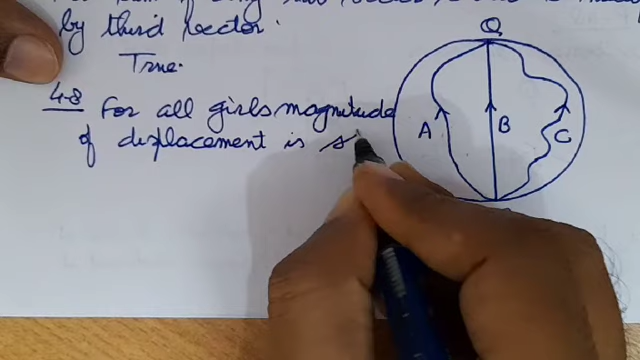 by third vector.
True.
4.8 For all girls magnitude
of displacement is s
Q
A
B
C